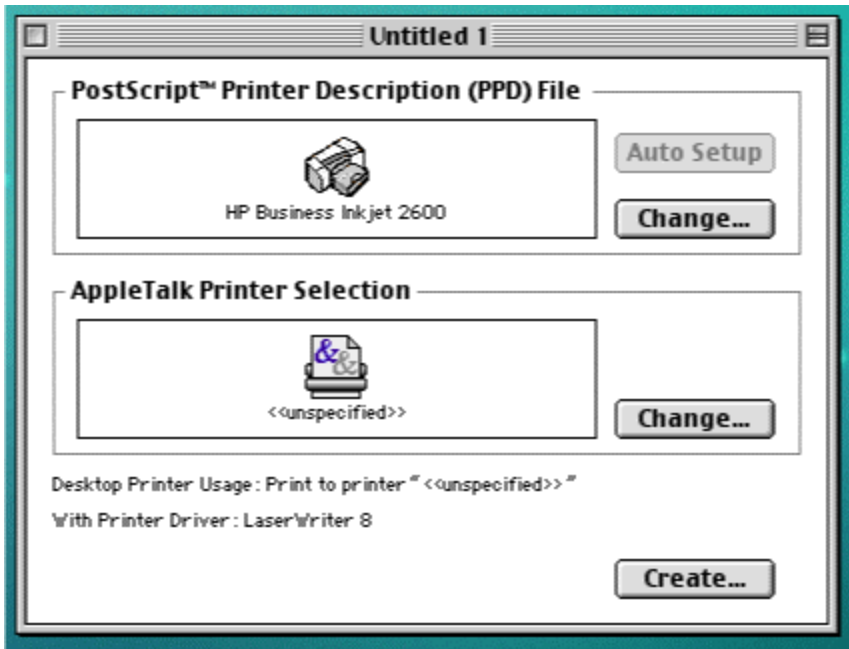 Untitled 1
PostScript™ Printer Description (PPD) File
Auto Setup
HP Business Inkjet 2600
Change...
AppleTalk Printer Selection
&&
<<unspecified>>
Change...
Desktop Printer Usage: Print to printer "<<unspecified>>"
With Printer Driver: LaserWriter 8
Create...